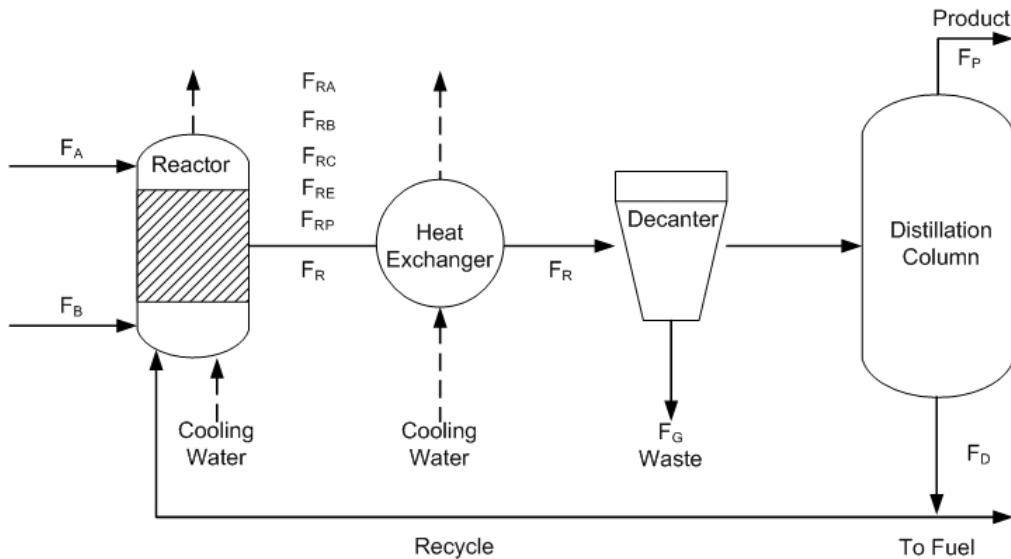 Product
F_P
F_A
Reactor
F_B
Cooling
Water
F_RA
F_RB
F_RC
F_RE
F_RP
F_R
Heat
Exchanger
Cooling
Water
F_R
Decanter
F_G
Waste
Distillation
Column
F_D
Recycle
To Fuel